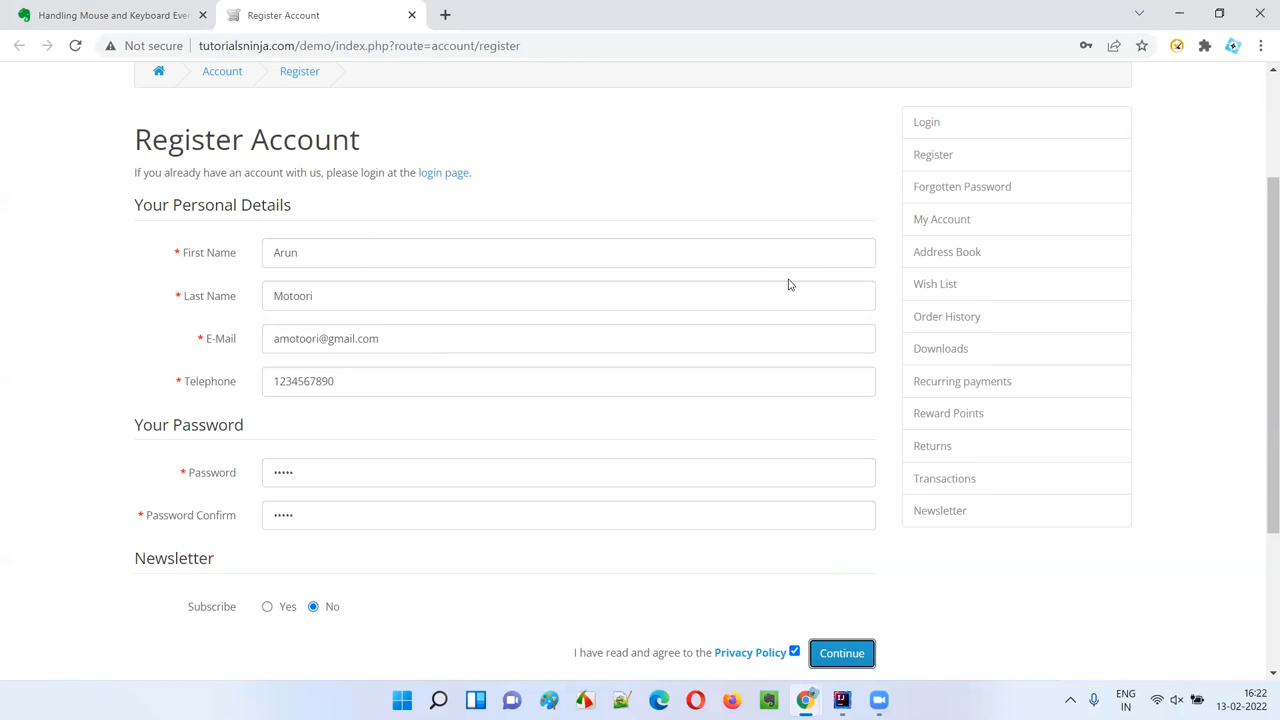 Handling Mouse and Keyboard Ever
Register Account
Not secure
tutorialsninja.com/demo/index.php?route=account/register
Account
Register
Register Account
If you already have an account with us, please login at the login page.
Your Personal Details
* First Name
Arun
* Last Name
Motoori
* E-Mail
amotoori@gmail.com
* Telephone
1234567890
Your Password
* Password
•••••
* Password Confirm
•••••
Newsletter
Subscribe
Yes
No
I have read and agree to the Privacy Policy
Continue
Login
Register
Forgotten Password
My Account
Address Book
Wish List
Order History
Downloads
Recurring payments
Reward Points
Returns
Transactions
Newsletter
ENG
IN
16:22
13-02-2022